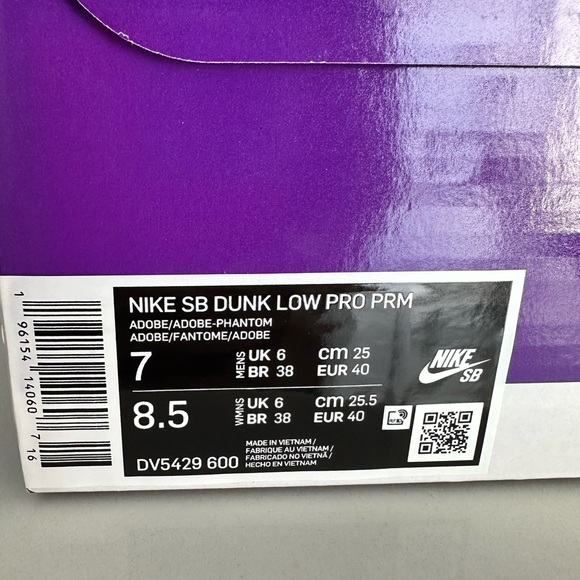 NIKE SB DUNK LOW PRO PRM
ADOBE/ADOBE-PHANTOM
ADOBE/FANTOME/ADOBE
7 MENS UK 6 cm 25
BR 38 EUR 40
8.5 WMNS UK 6 cm 25.5
BR 38 EUR 40
NIKE
SB
DV5429 600
MADE IN VIETNAM /
FABRIQUE AU VIETNAM /
FABRICADO NO VIETNÃ /
HECHO EN VIETNAM
1 96154 14060 7 16